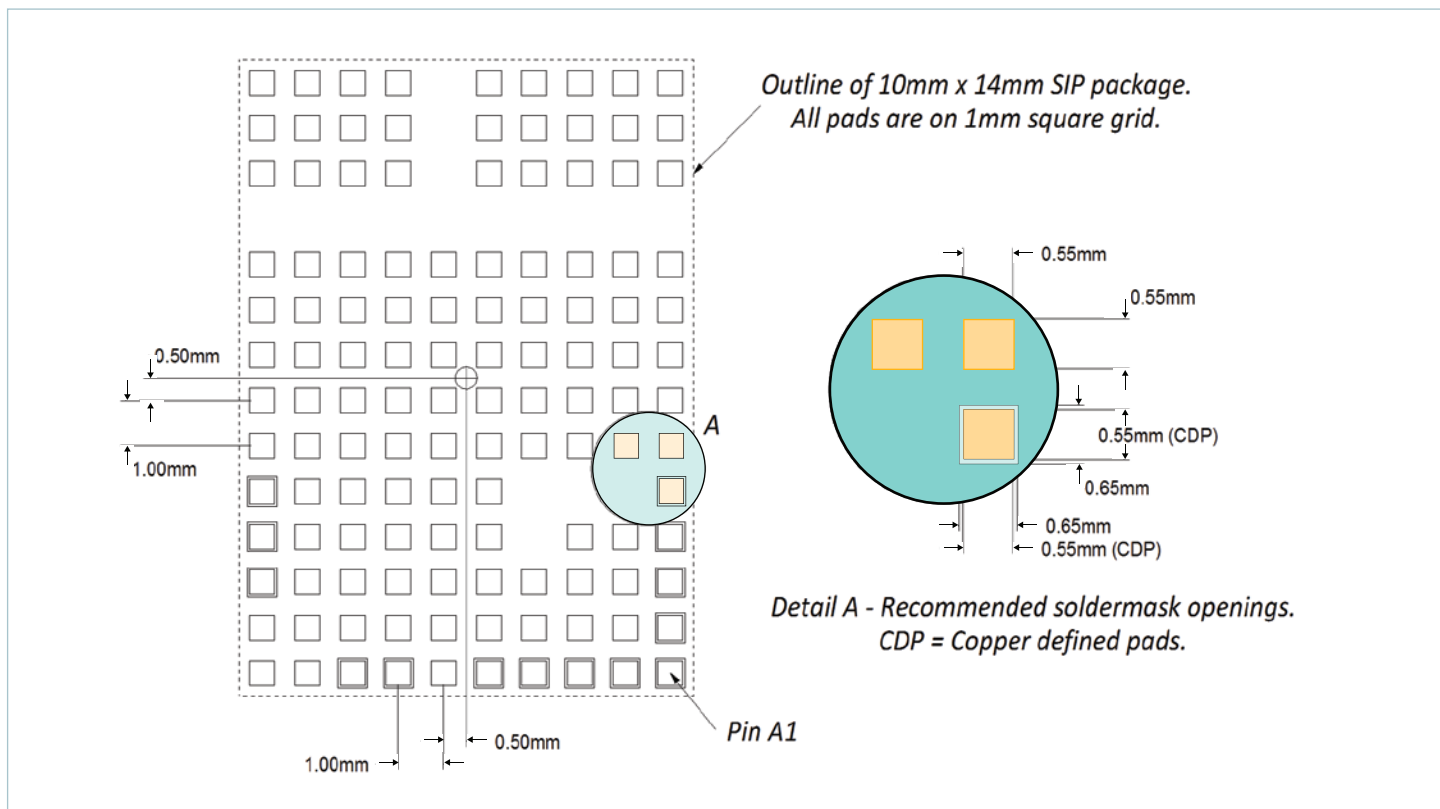 Outline of 10mm x 14mm SIP package.
All pads are on 1mm square grid.
0.55mm
0.55mm
0.50mm
A
0.55mm (CDP)
1.00mm
0.65mm
0.65mm
0.55mm (CDP)
Detail A - Recommended soldermask openings.
CDP = Copper defined pads.
Pin A1
0.50mm
1.00mm